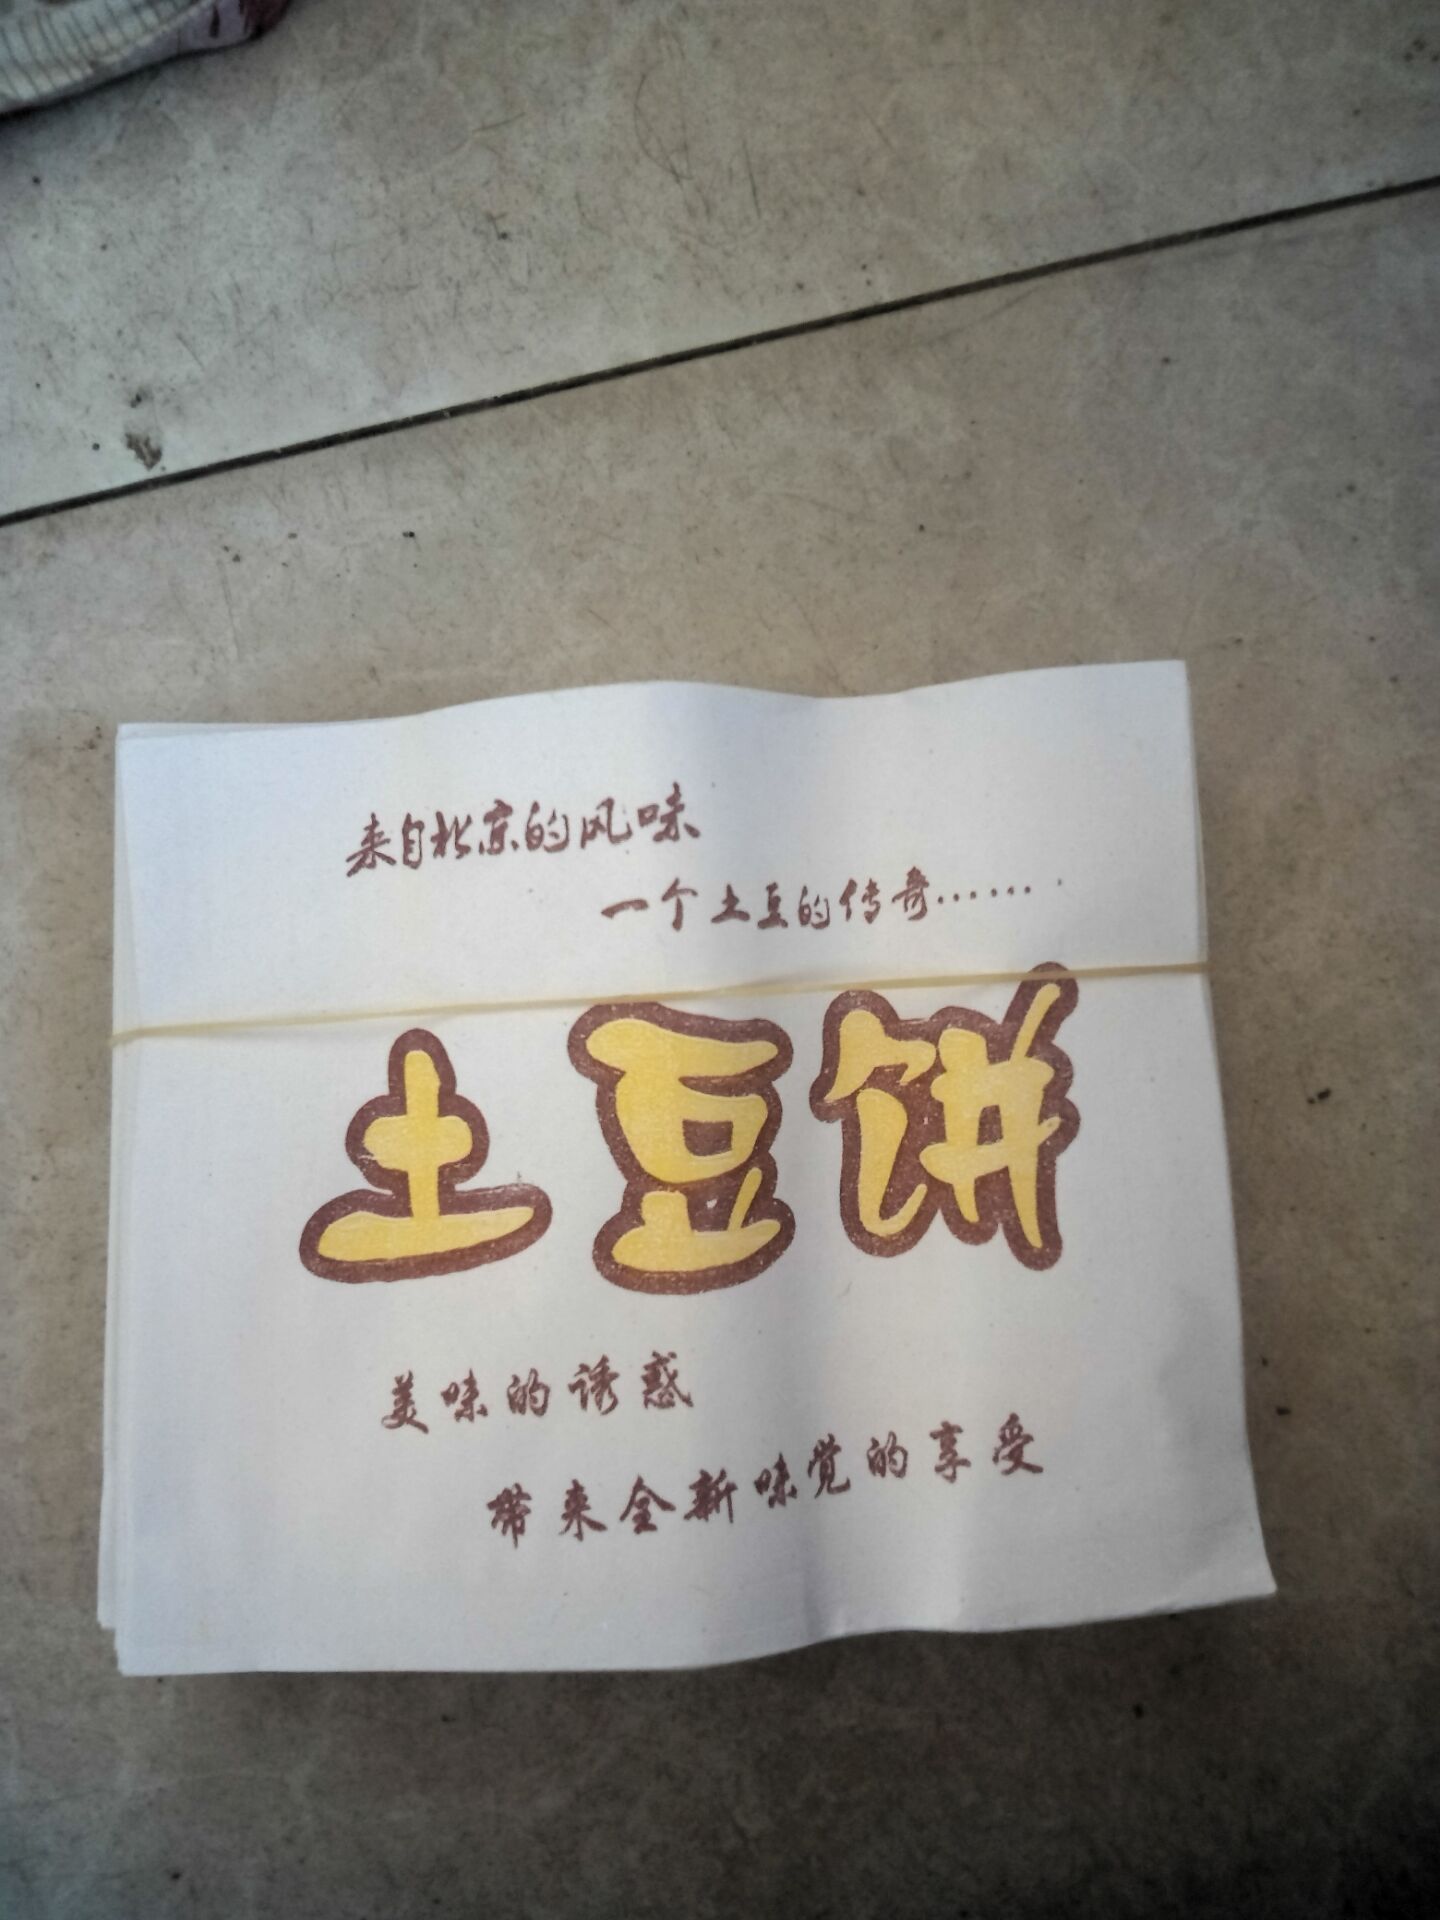 来自北京的风味
一个土豆的传奇.......
土豆饼
美味的诱惑
带来全新味觉的享受